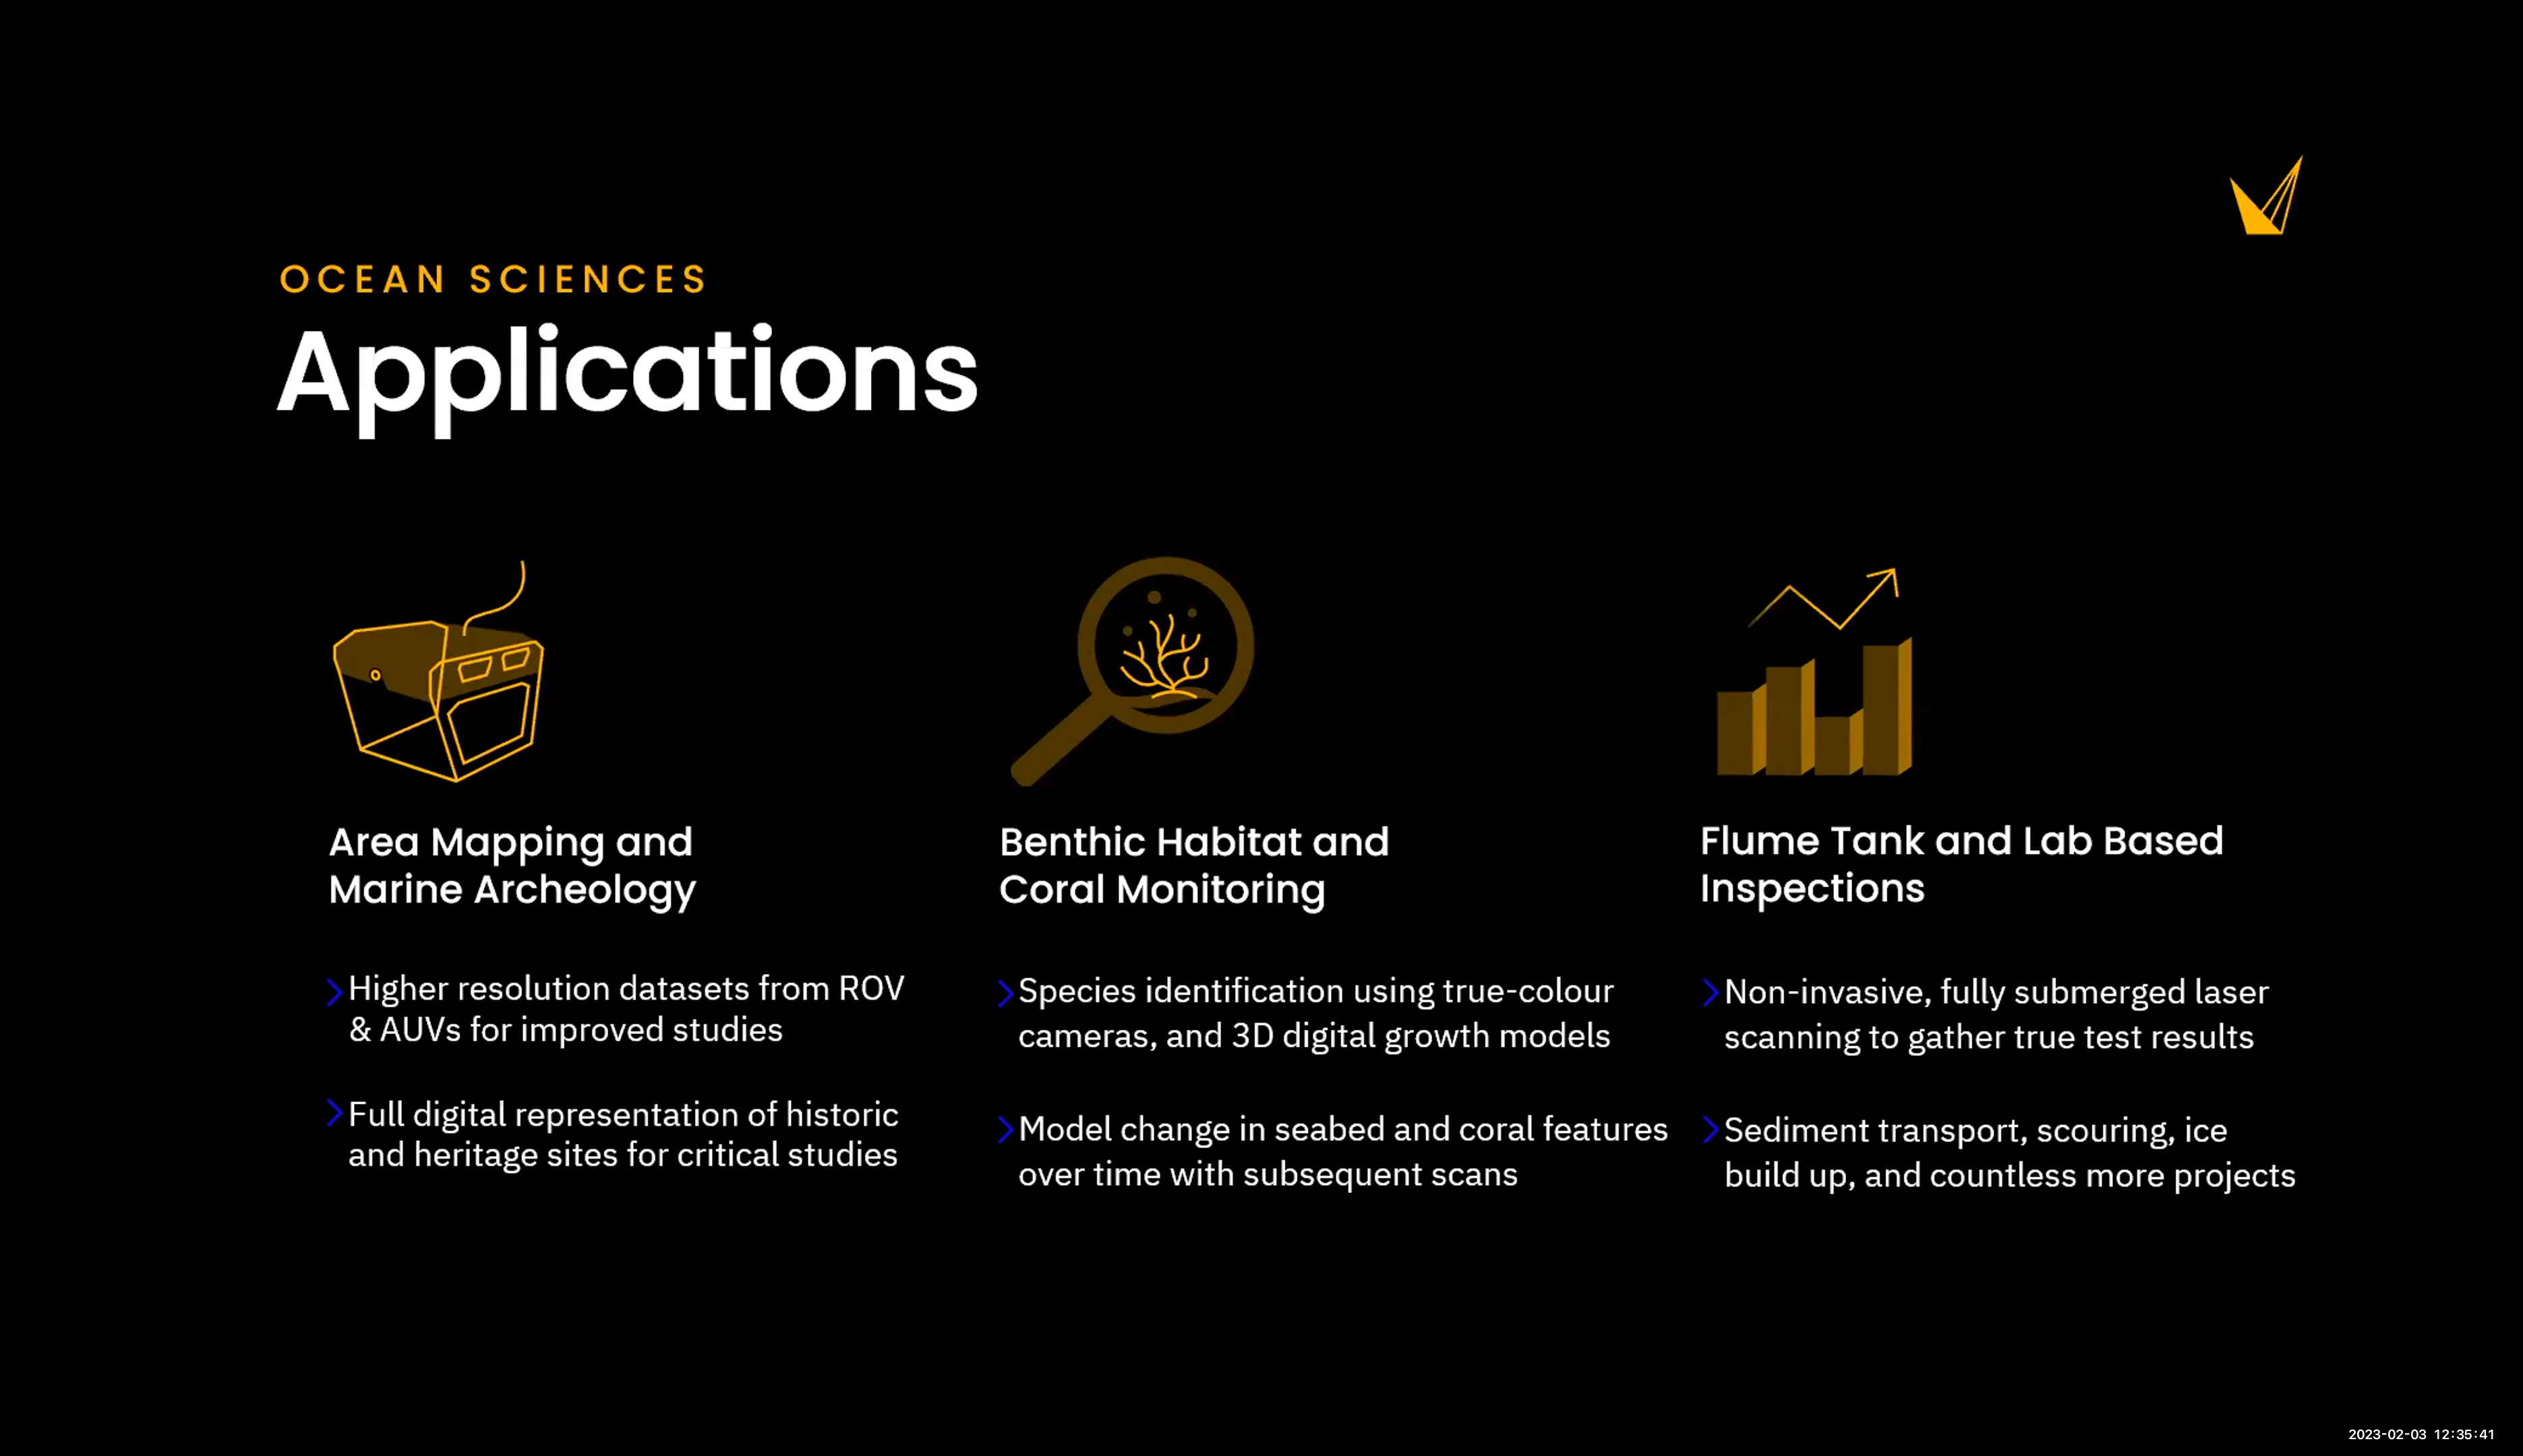 OCEAN SCIENCES
Applications
Area Mapping and
Marine Archeology
Higher resolution datasets from ROV
& AUVs for improved studies
Full digital representation of historic
and heritage sites for critical studies
Benthic Habitat and
Coral Monitoring
Species identification using true-colour
cameras, and 3D digital growth models
Model change in seabed and coral features
over time with subsequent scans
Flume Tank and Lab Based
Inspections
Non-invasive, fully submerged laser
scanning to gather true test results
Sediment transport, scouring, ice
build up, and countless more projects
2023-02-03 12:35:41